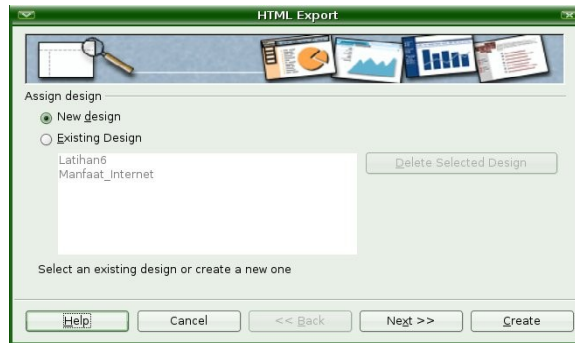 HTML Export
Assign design
New design
Existing Design
Latihan6
Manfaat_Internet
Delete Selected Design
Select an existing design or create a new one
Help
Cancel
<< Back
Next >>
Create